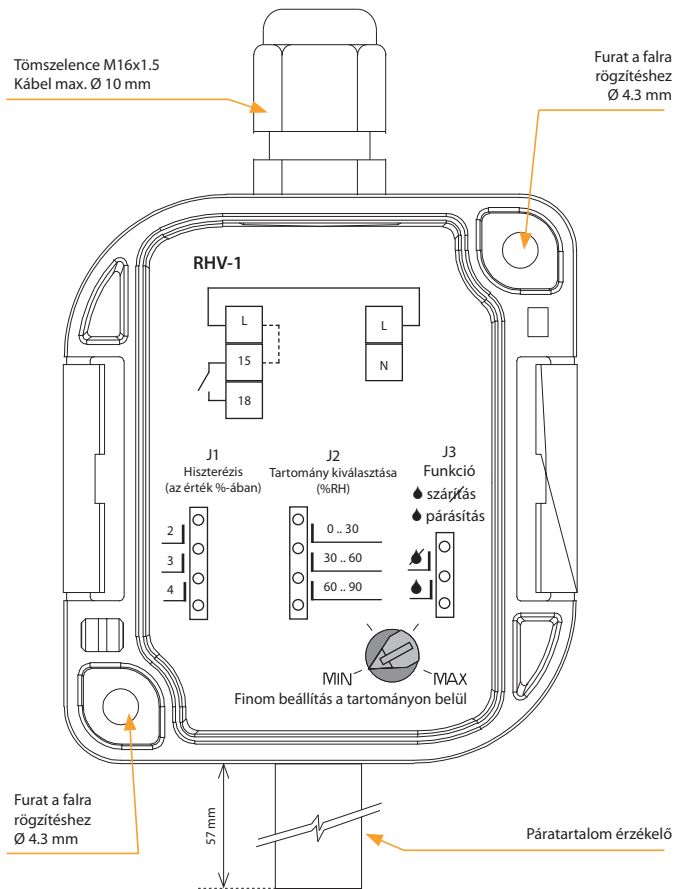 Tömszelence M16x1.5
Kábel max. Ø 10 mm
Furat a falra
rögzítéshez
Ø 4.3 mm
RHV-1
L
15
18
L
N
J1
Hiszterézis
(az érték %-ában)
2
3
4
J2
Tartomány kiválasztása
(%RH)
0 .. 30
30 .. 60
60 .. 90
J3
Funkció
szárítás
párásítás
MIN
MAX
Finom beállítás a tartományon belül
Furat a falra
rögzítéshez
Ø 4.3 mm
57 mm
Páratartalom érzékelő